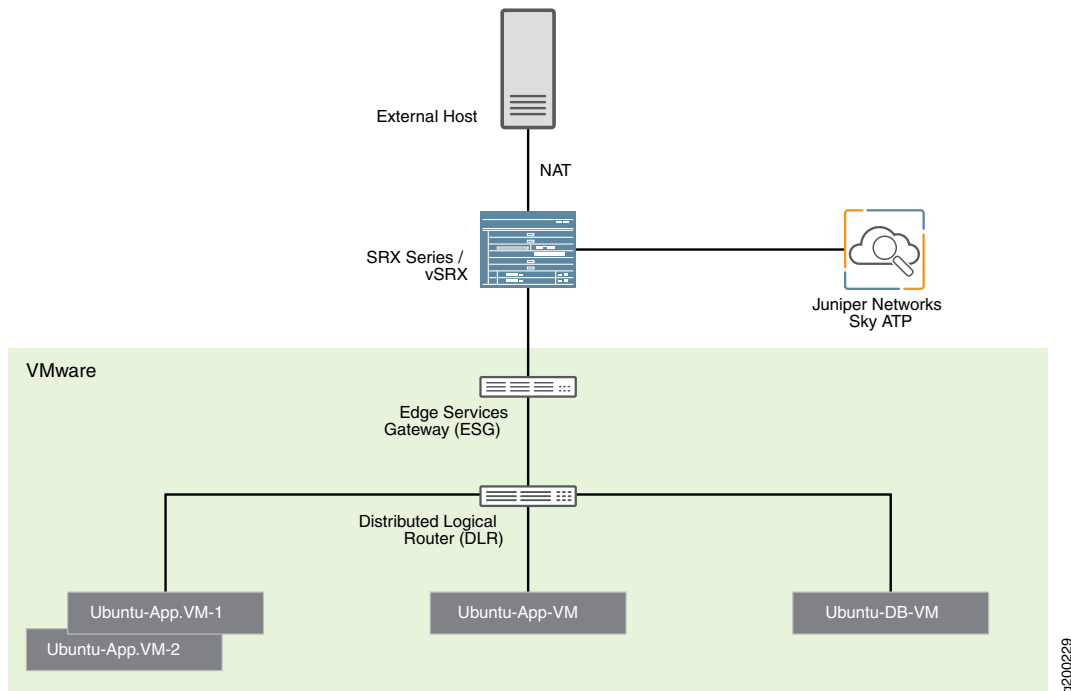 External Host
NAT
SRX Series /
vSRX
Juniper Networks
Sky ATP
VMware
Edge Services
Gateway (ESG)
Distributed Logical
Router (DLR)
Ubuntu-App.VM-1
Ubuntu-App-VM
Ubuntu-DB-VM
Ubuntu-App.VM-2
g200229